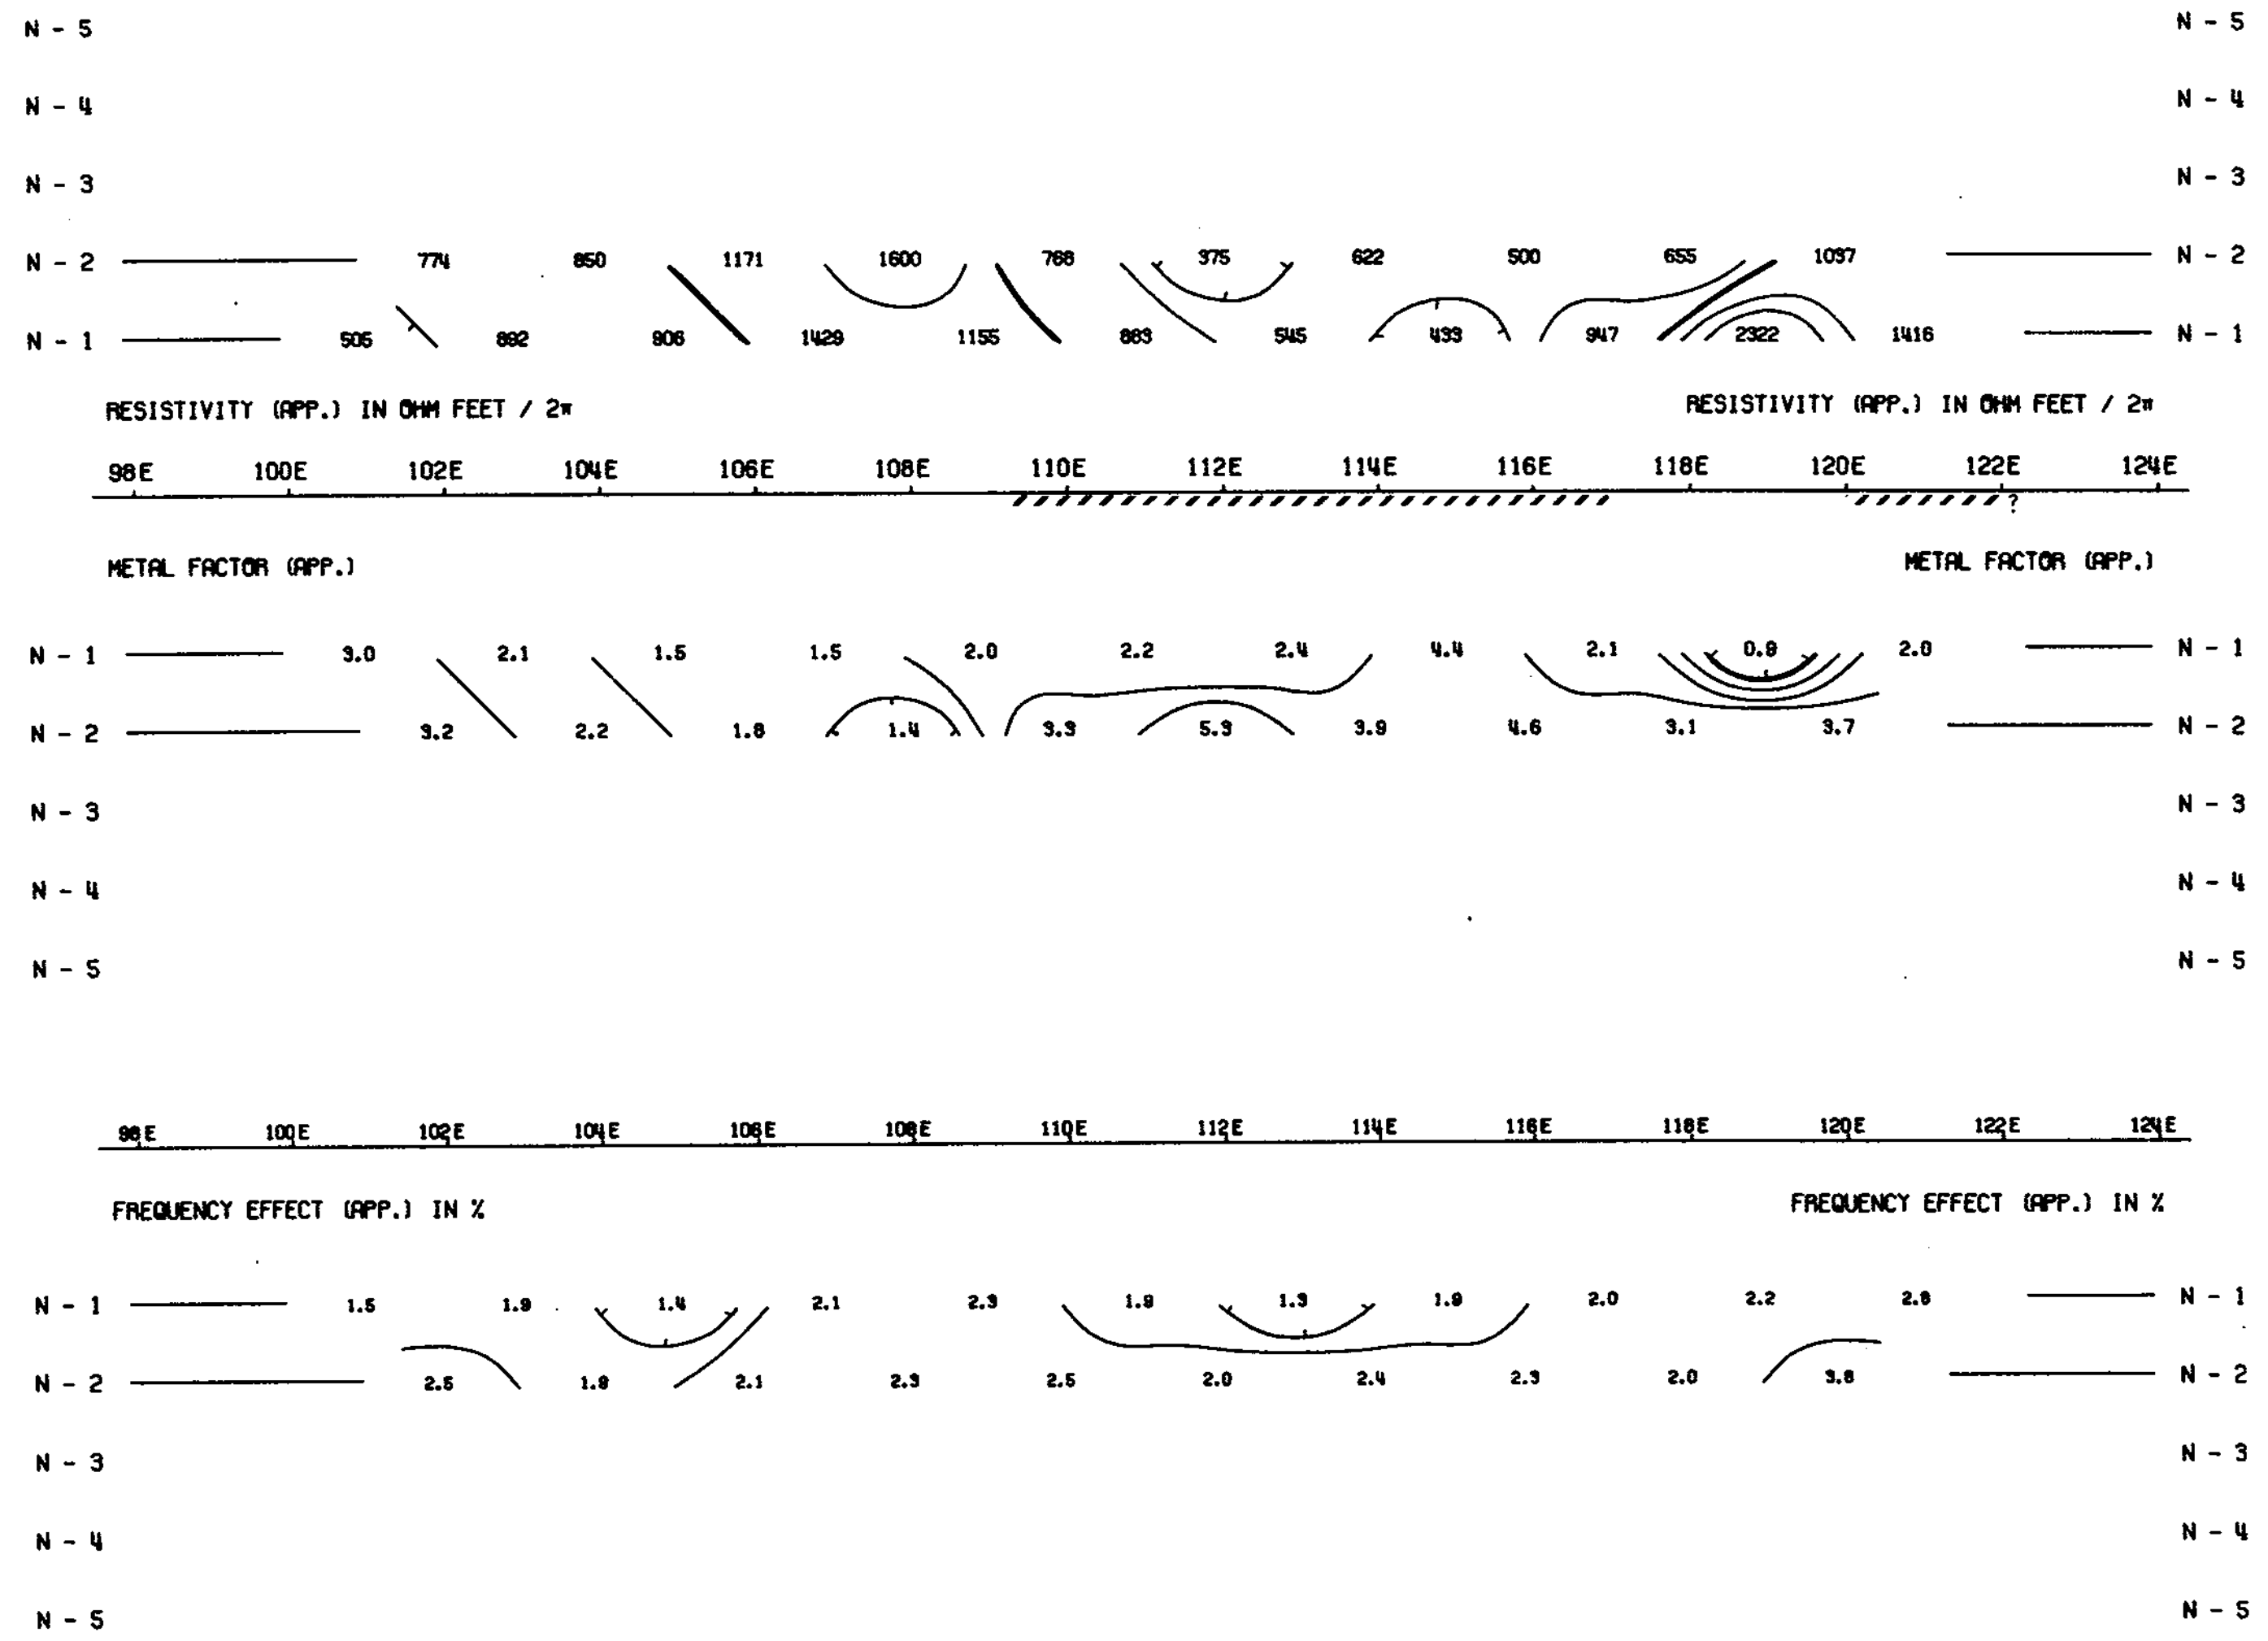 N - 5 N - 5
N - 4 N - 4
N - 3 N - 3
N - 2 774 850 1171 1600 768 375 622 500 655 1037 N - 2
N - 1 505 892 906 1429 1155 883 545 433 947 2322 1416 N - 1
RESISTIVITY (APP.) IN OHM FEET / 2π RESISTIVITY (APP.) IN OHM FEET / 2π
98E 100E 102E 104E 106E 108E 110E 112E 114E 116E 118E 120E 122E 124E
?
METAL FACTOR (APP.) METAL FACTOR (APP.)
N - 1 3.0 2.1 1.5 1.5 2.0 2.2 2.4 4.4 2.1 0.9 2.0 N - 1
N - 2 3.2 2.2 1.8 1.4 3.3 5.3 3.9 4.6 3.1 3.7 N - 2
N - 3 N - 3
N - 4 N - 4
N - 5 N - 5
98E 100E 102E 104E 106E 108E 110E 112E 114E 116E 118E 120E 122E 124E
FREQUENCY EFFECT (APP.) IN % FREQUENCY EFFECT (APP.) IN %
N - 1 1.5 1.9 1.4 2.1 2.3 1.9 1.3 1.9 2.0 2.2 2.8 N - 1
N - 2 2.5 1.9 2.1 2.3 2.5 2.0 2.4 2.3 2.0 3.8 N - 2
N - 3 N - 3
N - 4 N - 4
N - 5 N - 5